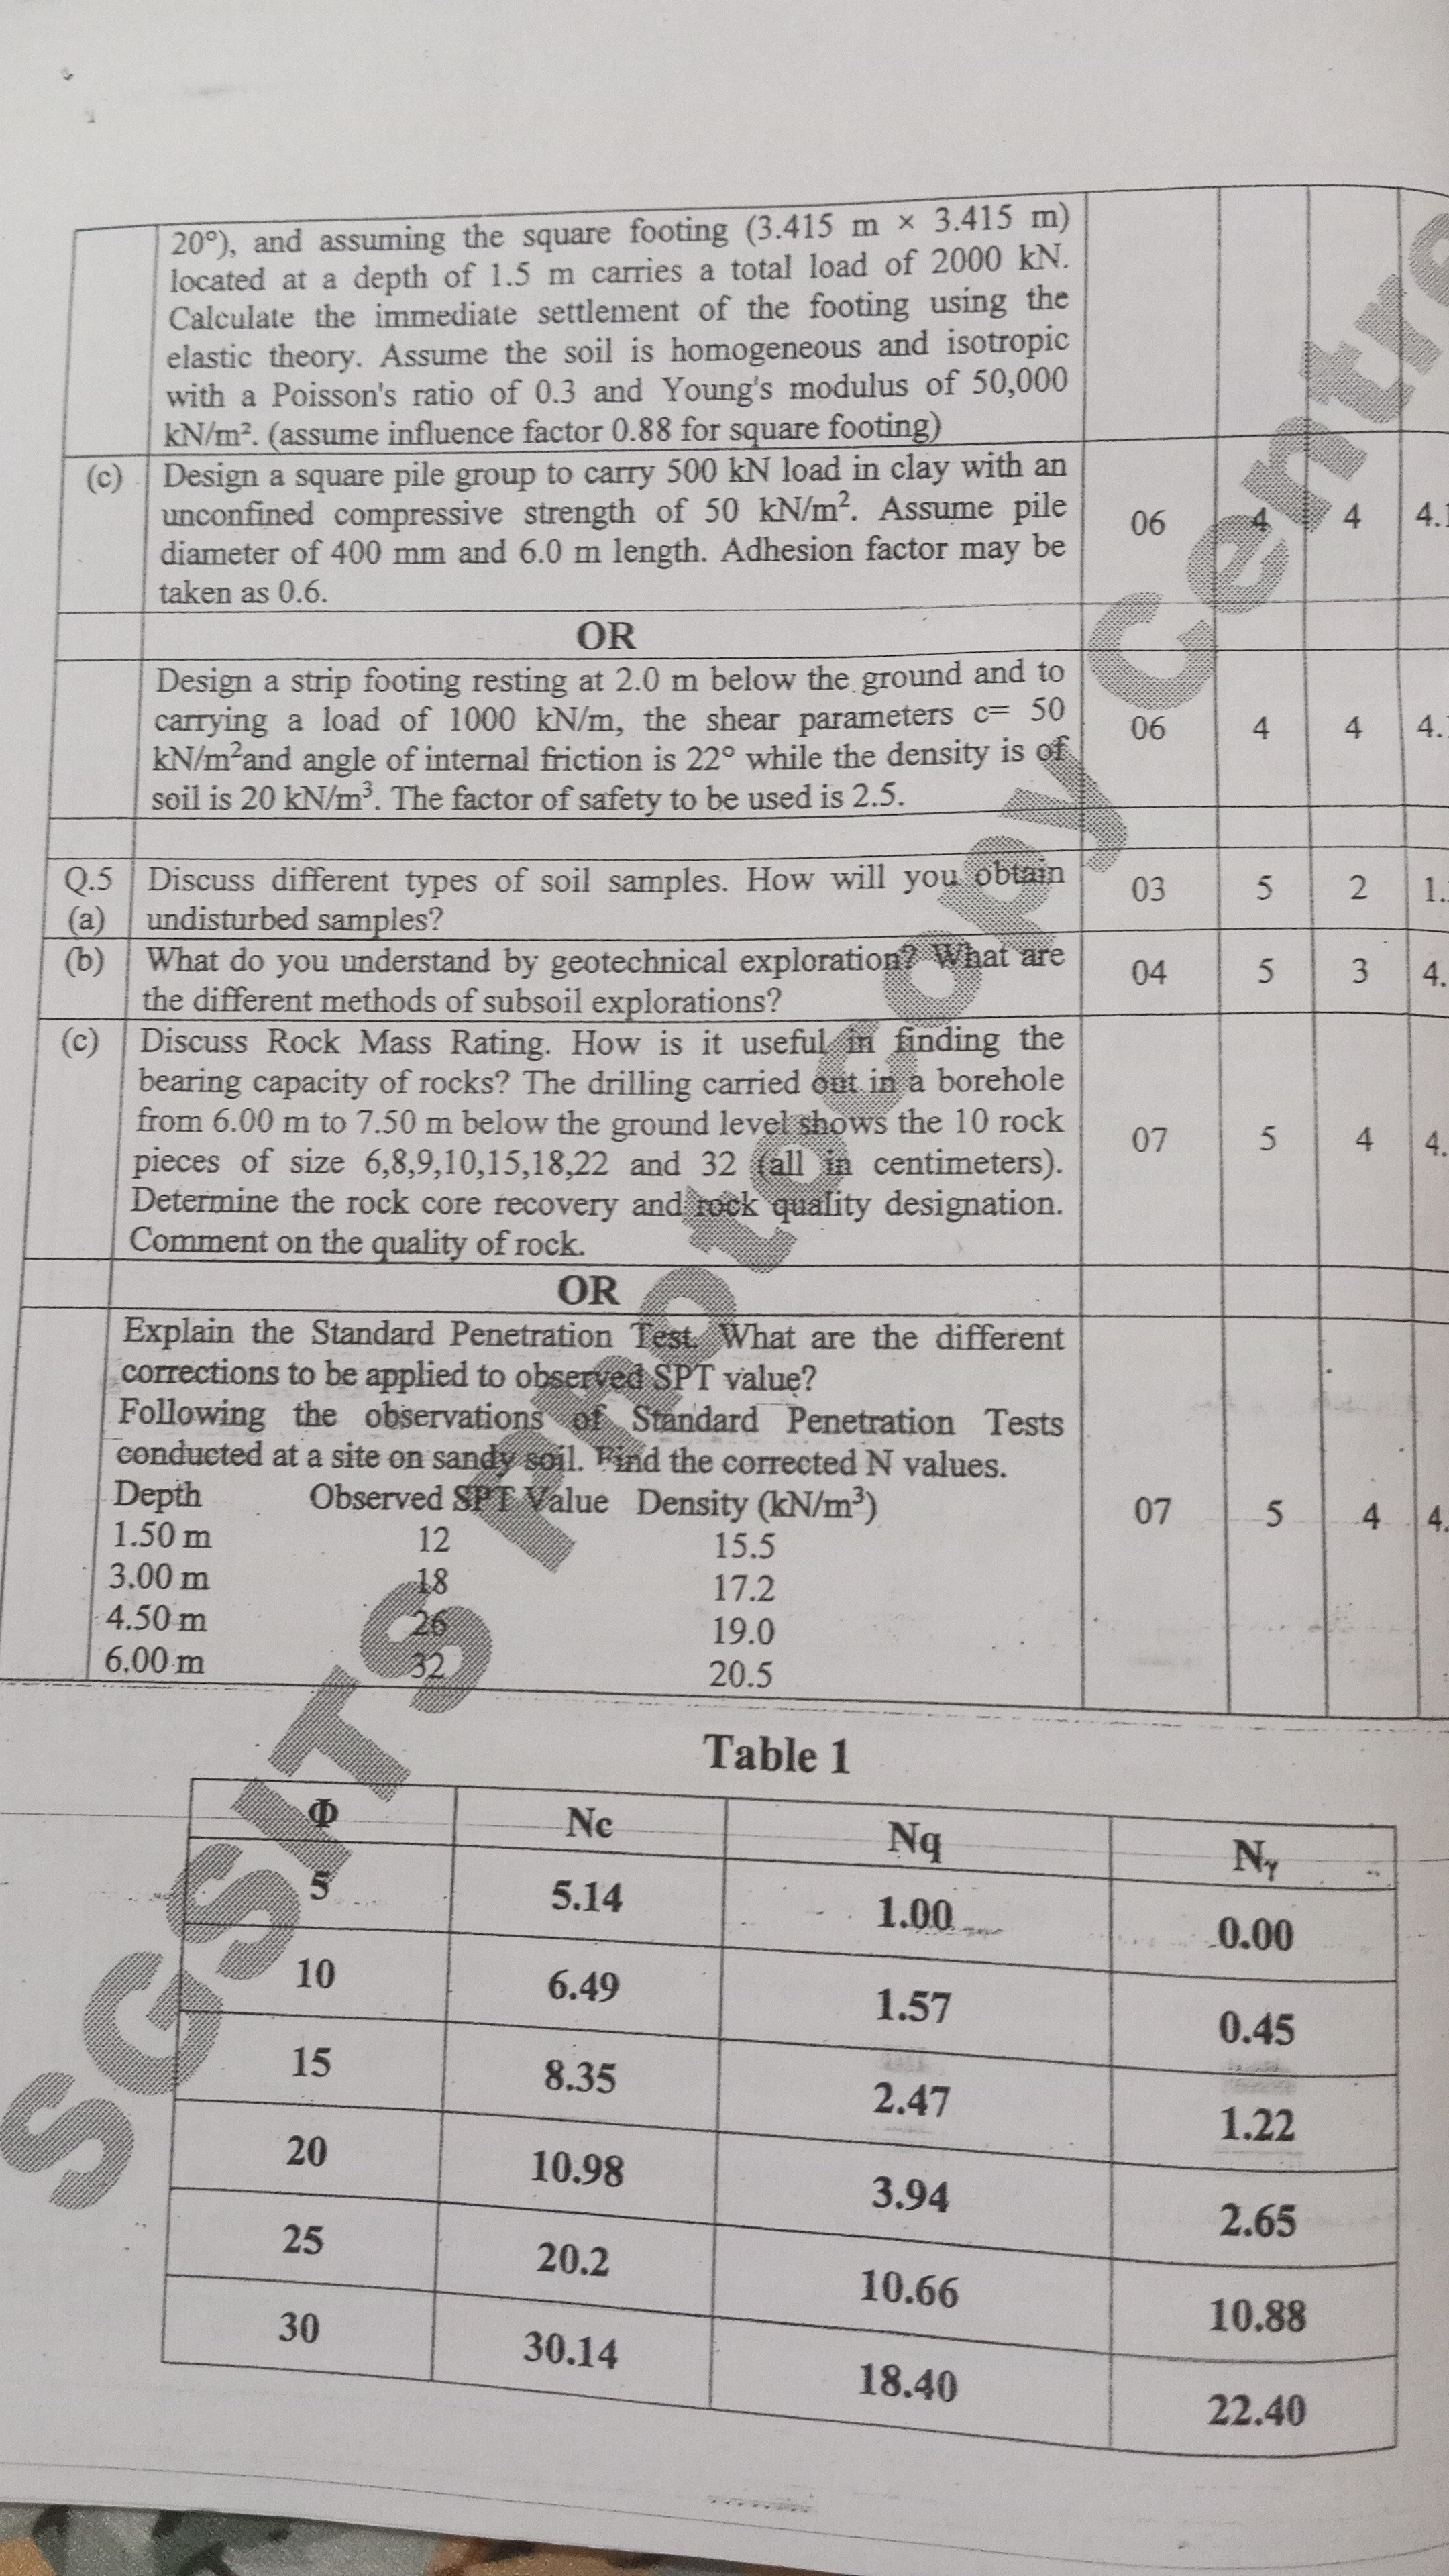 20°), and assuming the square footing (3.415 m × 3.415 m)
located at a depth of 1.5 m carries a total load of 2000 kN.
Calculate the immediate settlement of the footing using the
elastic theory. Assume the soil is homogeneous and isotropic
with a Poisson's ratio of 0.3 and Young's modulus of 50,000
kN/m². (assume influence factor 0.88 for square footing)
(c) Design a square pile group to carry 500 kN load in clay with an
unconfined compressive strength of 50 kN/m². Assume pile
diameter of 400 mm and 6.0 m length. Adhesion factor may be
taken as 0.6.
06 4 4 4.
OR
Design a strip footing resting at 2.0 m below the ground and to
carrying a load of 1000 kN/m, the shear parameters c= 50
kN/m²and angle of internal friction is 22° while the density is of
soil is 20 kN/m³. The factor of safety to be used is 2.5.
06 4 4 4.
Q.5 Discuss different types of soil samples. How will you obtain
(a) undisturbed samples?
03 5 2 1.
(b) What do you understand by geotechnical exploration? What are
the different methods of subsoil explorations?
04 5 3 4.
(c) Discuss Rock Mass Rating. How is it useful in finding the
bearing capacity of rocks? The drilling carried out in a borehole
from 6.00 m to 7.50 m below the ground level shows the 10 rock
pieces of size 6,8,9,10,15,18,22 and 32 (all in centimeters).
Determine the rock core recovery and rock quality designation.
Comment on the quality of rock.
07 5 4 4.
OR
Explain the Standard Penetration Test. What are the different
corrections to be applied to observed SPT value?
Following the observations of Standard Penetration Tests
conducted at a site on sandy soil. Find the corrected N values.
Depth Observed SPT Value Density (kN/m³)
1.50 m 12 15.5
3.00 m 18 17.2
4.50 m 26 19.0
6.00 m 32 20.5
07 5 4 4.
Table 1
Φ Nc Nq Nγ
5 5.14 1.00 0.00
10 6.49 1.57 0.45
15 8.35 2.47 1.22
20 10.98 3.94 2.65
25 20.2 10.66 10.88
30 30.14 18.40 22.40
SGSITS Photocopy Centre